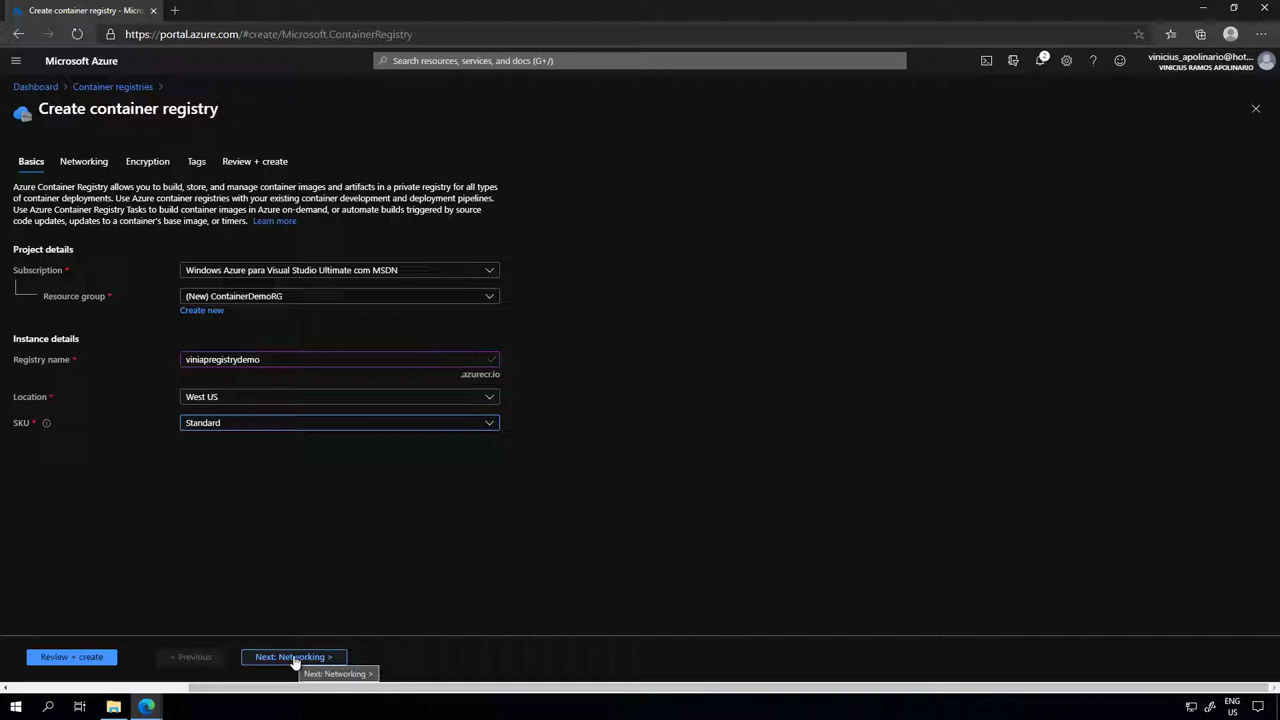 Create container registry - Micro
https://portal.azure.com/#create/Microsoft.ContainerRegistry
Microsoft Azure
Search resources, services, and docs (G+/)
2
vinicius_apolinario@hot...
VINICIUS RAMOS APOLINARIO
Dashboard > Container registries >
Create container registry
Basics Networking Encryption Tags Review + create
Azure Container Registry allows you to build, store, and manage container images and artifacts in a private registry for all types
of container deployments. Use Azure container registries with your existing container development and deployment pipelines.
Use Azure Container Registry Tasks to build container images in Azure on-demand, or automate builds triggered by source
code updates, updates to a container's base image, or timers. Learn more
Project details
Subscription * Windows Azure para Visual Studio Ultimate com MSDN
Resource group * (New) ContainerDemoRG
Create new
Instance details
Registry name * viniapregistrydemo
.azurecr.io
Location * West US
SKU * Standard
Review + create < Previous Next: Networking >
Next: Networking >
ENG
US